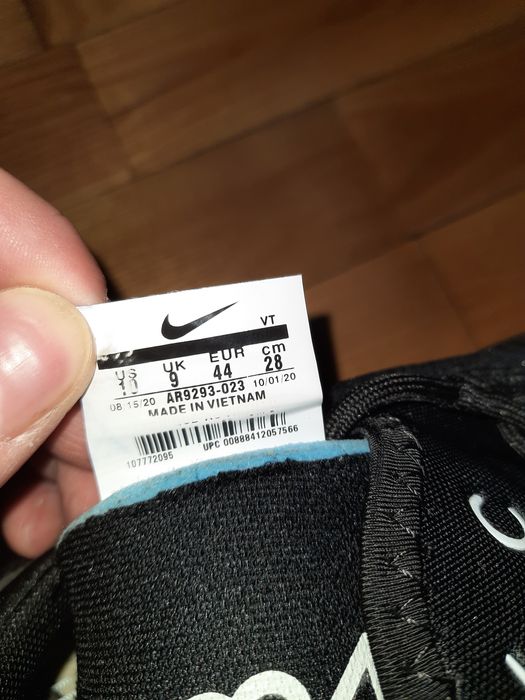 VT
US UK EUR cm
10 9 44 28
08/15/20 AR9293-023 10/01/20
MADE IN VIETNAM
107772095 UPC 00888412057566